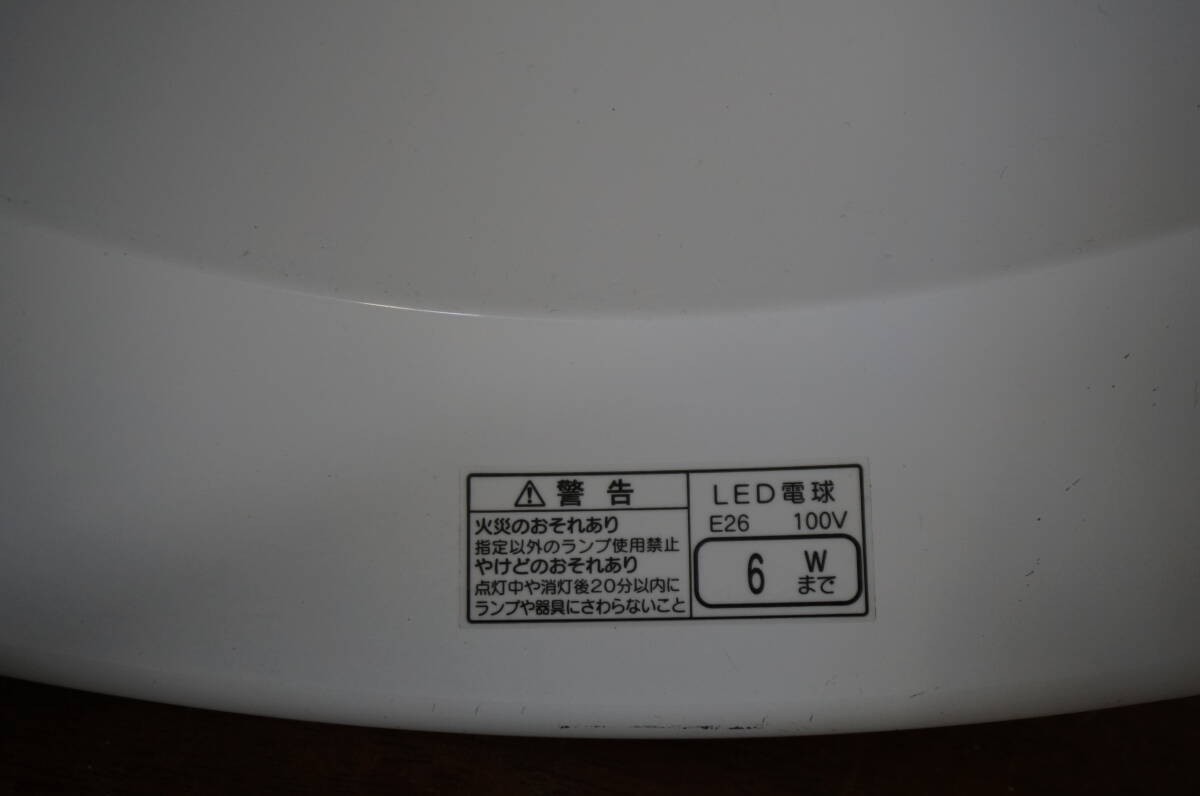 ⚠ 警告
火災のおそれあり
指定以外のランプ使用禁止
やけどのおそれあり
点灯中や消灯後20分以内に
ランプや器具にさわらないこと
LED電球
E26 100V
6 W
まで